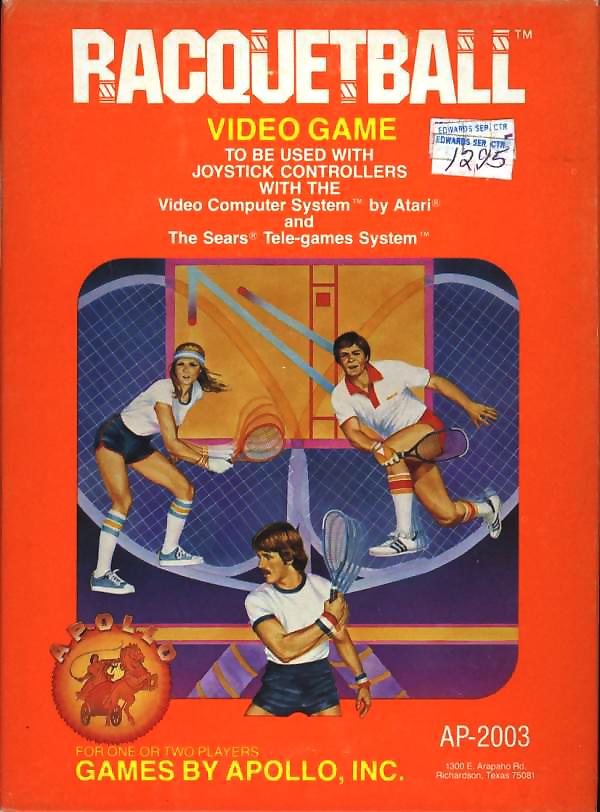 RACQUETBALL™
VIDEO GAME
EDWARDS SER. CTR.
EDWARDS SER. CTR.
1295
TO BE USED WITH
JOYSTICK CONTROLLERS
WITH THE
Video Computer System™ by Atari®
and
The Sears® Tele-games System™
APOLLO
FOR ONE OR TWO PLAYERS
GAMES BY APOLLO, INC.
AP-2003
1300 E. Arapaho Rd.
Richardson, Texas 75081